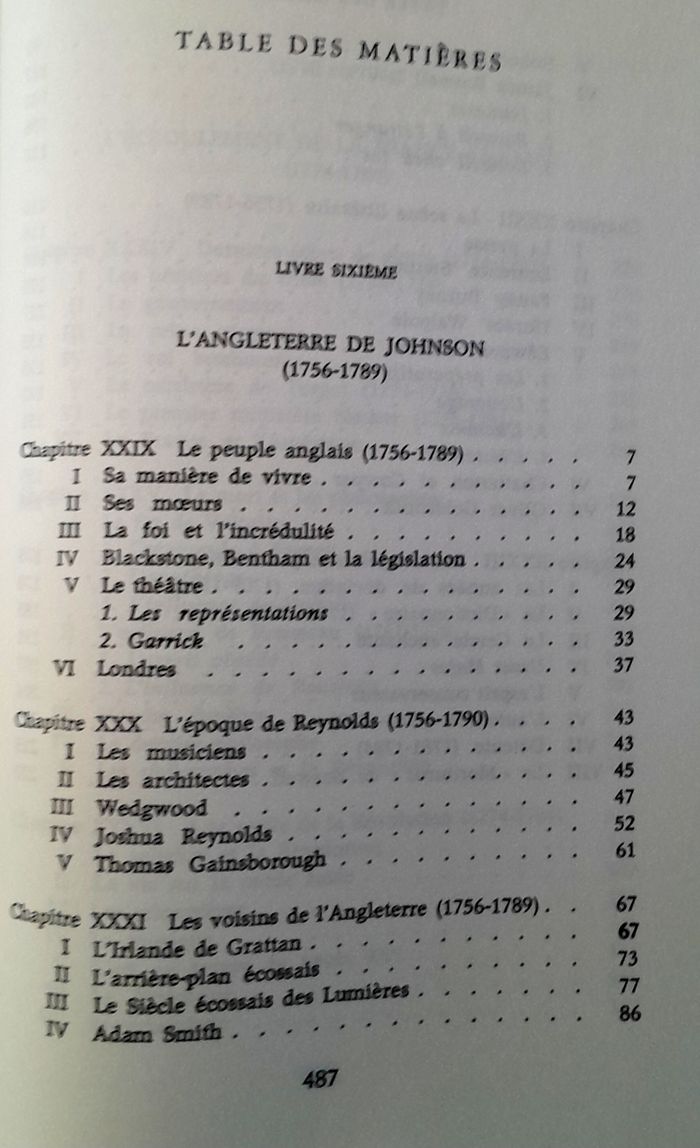 TABLE DES MATIÈRES
LIVRE SIXIÈME
L'ANGLETERRE DE JOHNSON
(1756-1789)
Chapitre XXIX Le peuple anglais (1756-1789) . . . . . 7
I Sa manière de vivre . . . . . . . . . . . 7
II Ses mœurs . . . . . . . . . . . . . . 12
III La foi et l'incrédulité . . . . . . . . . . 18
IV Blackstone, Bentham et la législation . . . . . 24
V Le théâtre . . . . . . . . . . . . . . . 29
1. Les représentations . . . . . . . . . . 29
2. Garrick . . . . . . . . . . . . . . 33
VI Londres . . . . . . . . . . . . . . . 37
Chapitre XXX L'époque de Reynolds (1756-1790) . . . . 43
I Les musiciens . . . . . . . . . . . . . 43
II Les architectes . . . . . . . . . . . . . 45
III Wedgwood . . . . . . . . . . . . . . 47
IV Joshua Reynolds . . . . . . . . . . . . 52
V Thomas Gainsborough . . . . . . . . . . 61
Chapitre XXXI Les voisins de l'Angleterre (1756-1789) . . 67
I L'Irlande de Grattan . . . . . . . . . . . 67
II L'arrière-plan écossais . . . . . . . . . . 73
III Le Siècle écossais des Lumières . . . . . . . 77
IV Adam Smith . . . . . . . . . . . . . . 86
487